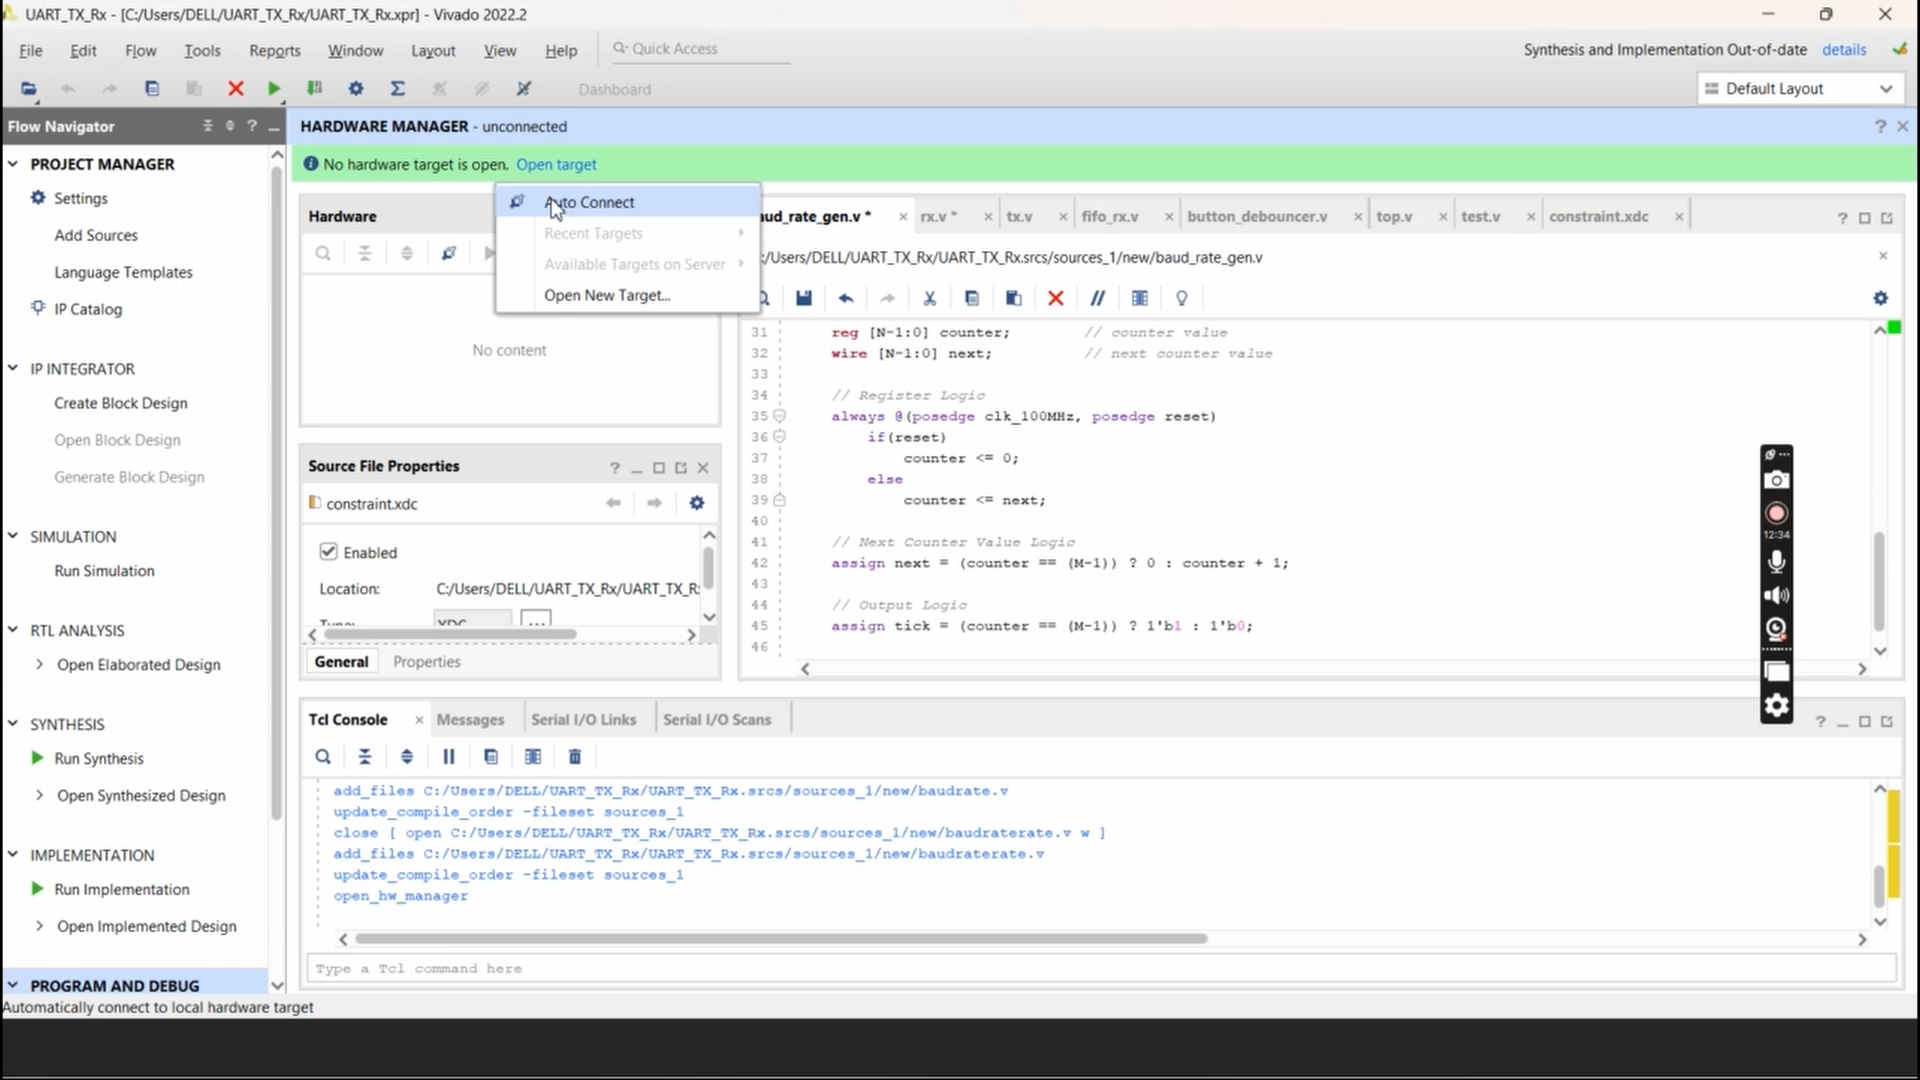 UART_TX_Rx - [C:/Users/DELL/UART_TX_Rx/UART_TX_Rx.xpr] - Vivado 2022.2
File Edit Flow Tools Reports Window Layout View Help Quick Access
Synthesis and Implementation Out-of-date details
Dashboard
Default Layout
Flow Navigator
HARDWARE MANAGER - unconnected
No hardware target is open. Open target
PROJECT MANAGER
Settings
Add Sources
Language Templates
IP Catalog
IP INTEGRATOR
Create Block Design
Open Block Design
Generate Block Design
SIMULATION
Run Simulation
RTL ANALYSIS
Open Elaborated Design
SYNTHESIS
Run Synthesis
Open Synthesized Design
IMPLEMENTATION
Run Implementation
Open Implemented Design
PROGRAM AND DEBUG
Automatically connect to local hardware target
Hardware
No content
Auto Connect
Recent Targets
Available Targets on Server
Open New Target...
Source File Properties
constraint.xdc
Enabled
Location: C:/Users/DELL/UART_TX_Rx/UART_TX_R
Type: XDC ...
General Properties
aud_rate_gen.v * rx.v * tx.v fifo_rx.v button_debouncer.v top.v test.v constraint.xdc
:/Users/DELL/UART_TX_Rx/UART_TX_Rx.srcs/sources_1/new/baud_rate_gen.v
31 reg [N-1:0] counter; // counter value
32 wire [N-1:0] next; // next counter value
33
34 // Register Logic
35 always @(posedge clk_100MHz, posedge reset)
36 if(reset)
37 counter <= 0;
38 else
39 counter <= next;
40
41 // Next Counter Value Logic
42 assign next = (counter == (M-1)) ? 0 : counter + 1;
43
44 // Output Logic
45 assign tick = (counter == (M-1)) ? 1'b1 : 1'b0;
46
12:34
Tcl Console Messages Serial I/O Links Serial I/O Scans
add_files C:/Users/DELL/UART_TX_Rx/UART_TX_Rx.srcs/sources_1/new/baudrate.v
update_compile_order -fileset sources_1
close [ open C:/Users/DELL/UART_TX_Rx/UART_TX_Rx.srcs/sources_1/new/baudraterate.v w ]
add_files C:/Users/DELL/UART_TX_Rx/UART_TX_Rx.srcs/sources_1/new/baudraterate.v
update_compile_order -fileset sources_1
open_hw_manager
Type a Tcl command here